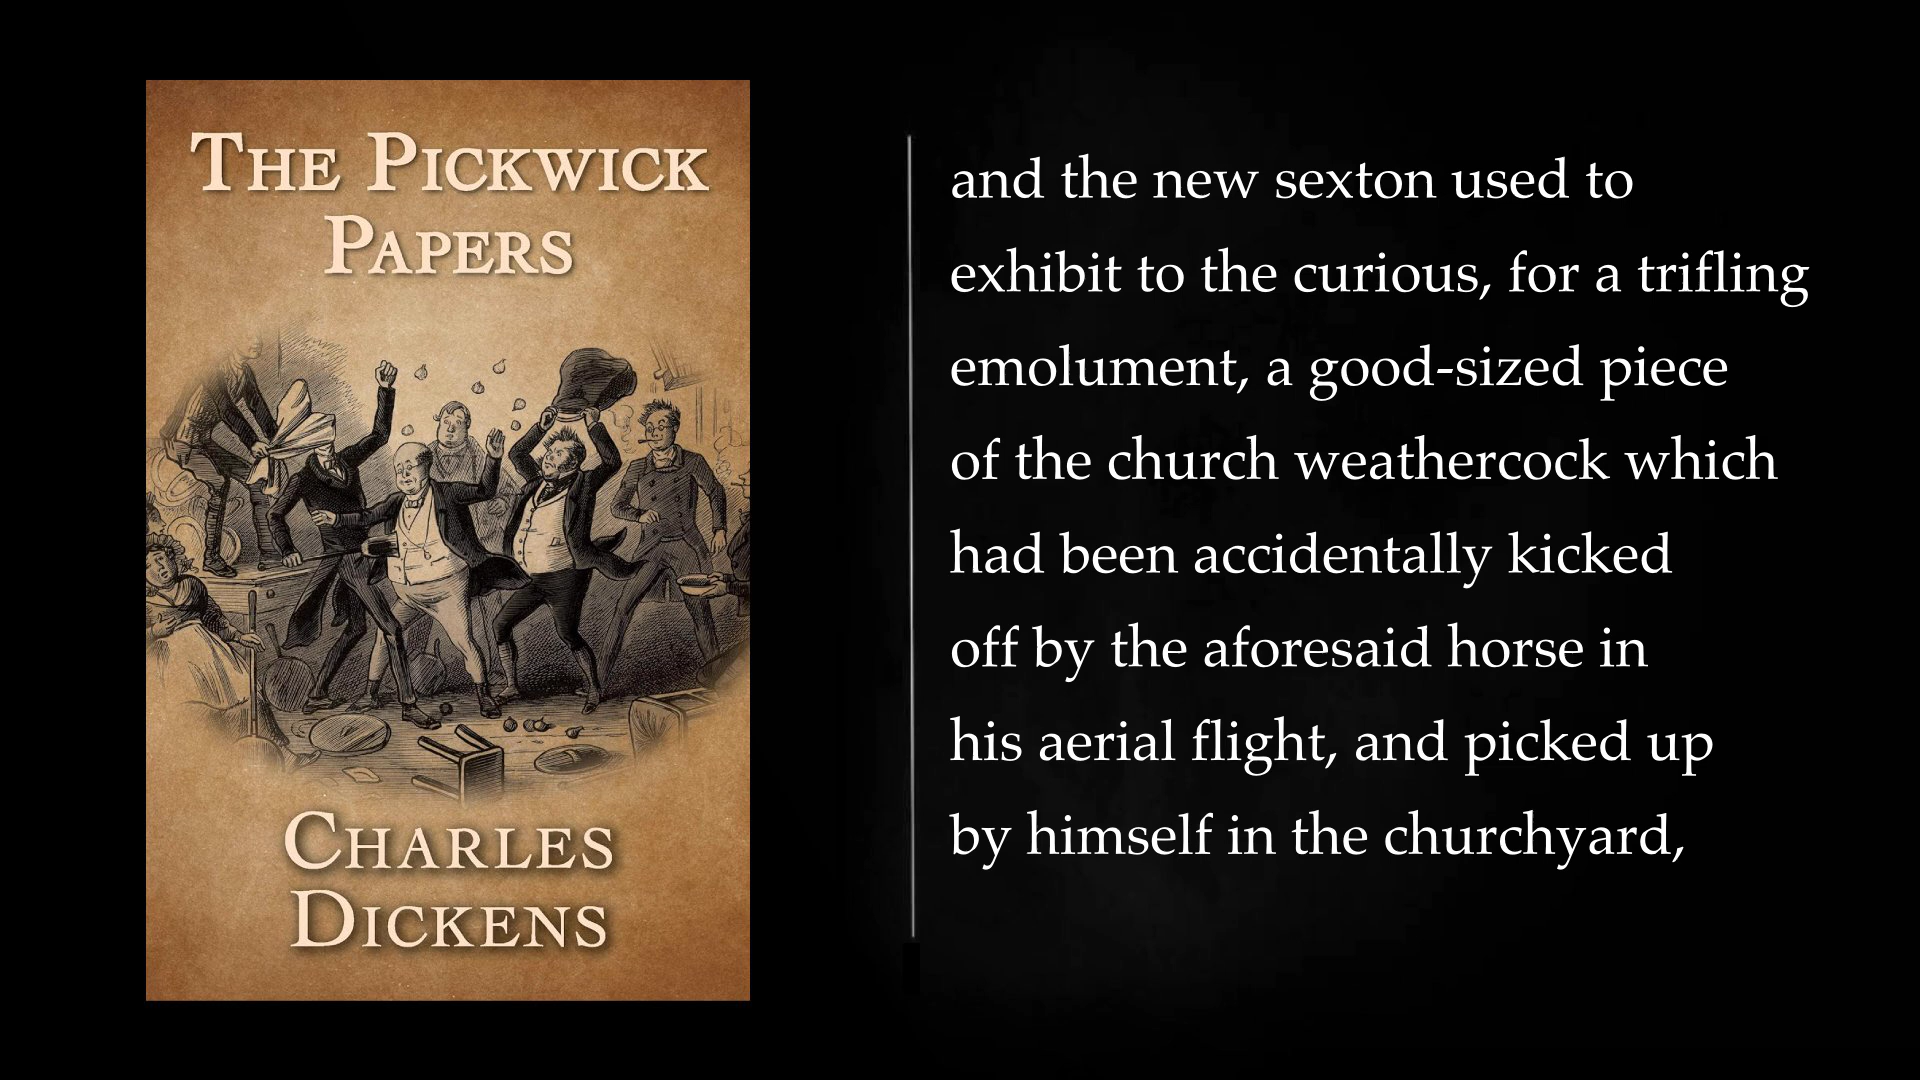 The Pickwick
Papers
Charles
Dickens
and the new sexton used to
exhibit to the curious, for a trifling
emolument, a good-sized piece
of the church weathercock which
had been accidentally kicked
off by the aforesaid horse in
his aerial flight, and picked up
by himself in the churchyard,